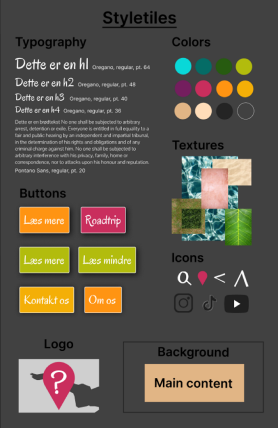 Styletiles
Typography
Dette er en h1 Oregano, regular, pt. 64
Dette er en h2 Oregano, regular, pt. 48
Dette er en h3 Oregano, regular, pt. 40
Dette er en h4 Oregano, regular, pt. 36
Dette er en brødtekst No one shall be subjected to arbitrary
arrest, detention or exile. Everyone is entitled in full equality to a
fair and public hearing by an independent and impartial tribunal,
in the determination of his rights and obligations and of any
criminal charge against him. No one shall be subjected to
arbitrary interference with his privacy, family, home or
correspondence, nor to attacks upon his honour and reputation.
Pontano Sans, regular, pt. 20
Colors
Textures
Buttons
Læs mere
Roadtrip
Læs mere
Læs mindre
Kontakt os
Om os
Icons
Logo
?
Background
Main content